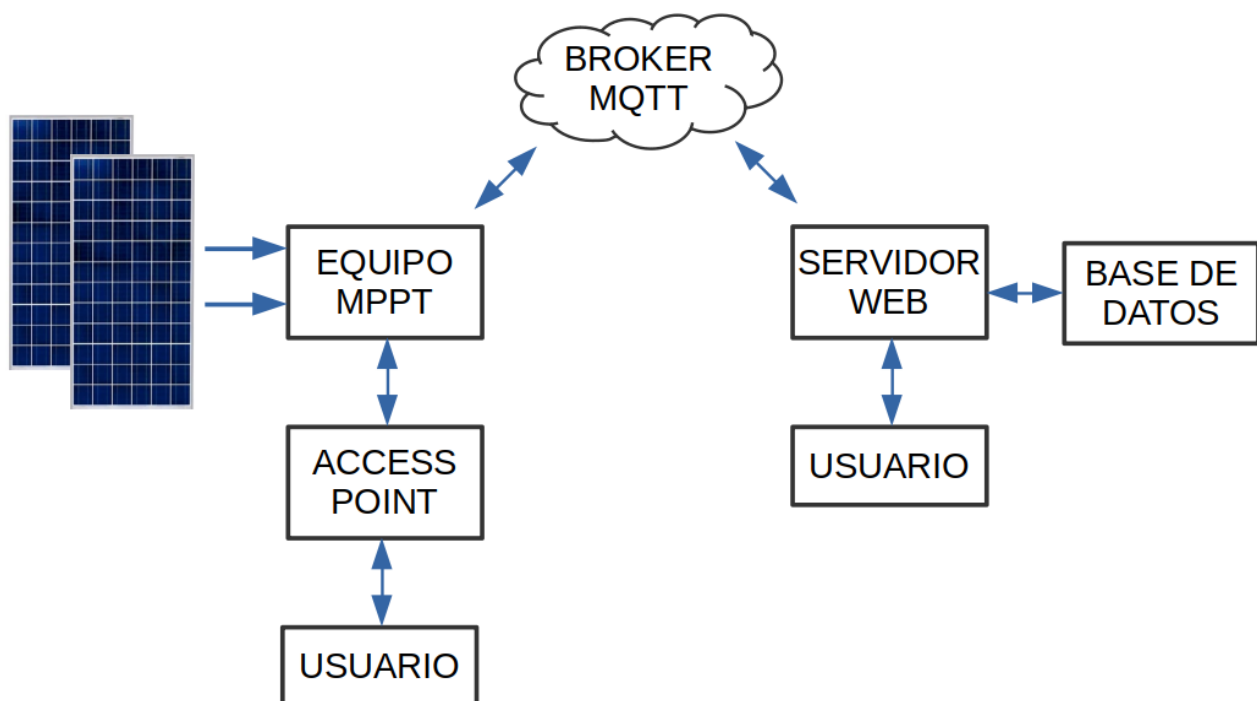 BROKER
MQTT
EQUIPO
MPPT
SERVIDOR
WEB
BASE DE
DATOS
ACCESS
POINT
USUARIO
USUARIO